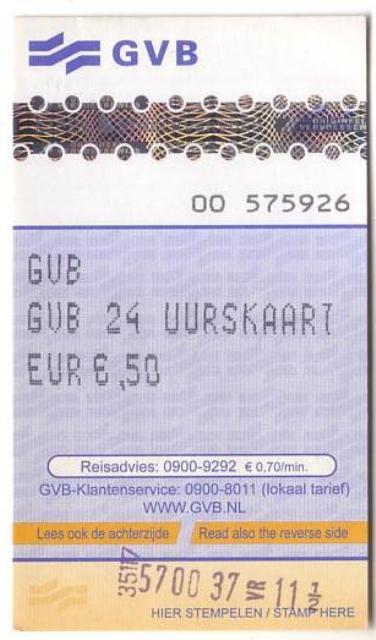 GVB
00 575926
GVB
GVB 24 UURSKAART
EUR 6,50
Reisadvies: 0900-9292 € 0,70/min.
GVB-Klantenservice: 0900-8011 (lokaal tarief)
WWW.GVB.NL
Lees ook de achterzijde Read also the reverse side
5700 37 VR 11 ½
HIER STEMPELEN / STAMP HERE